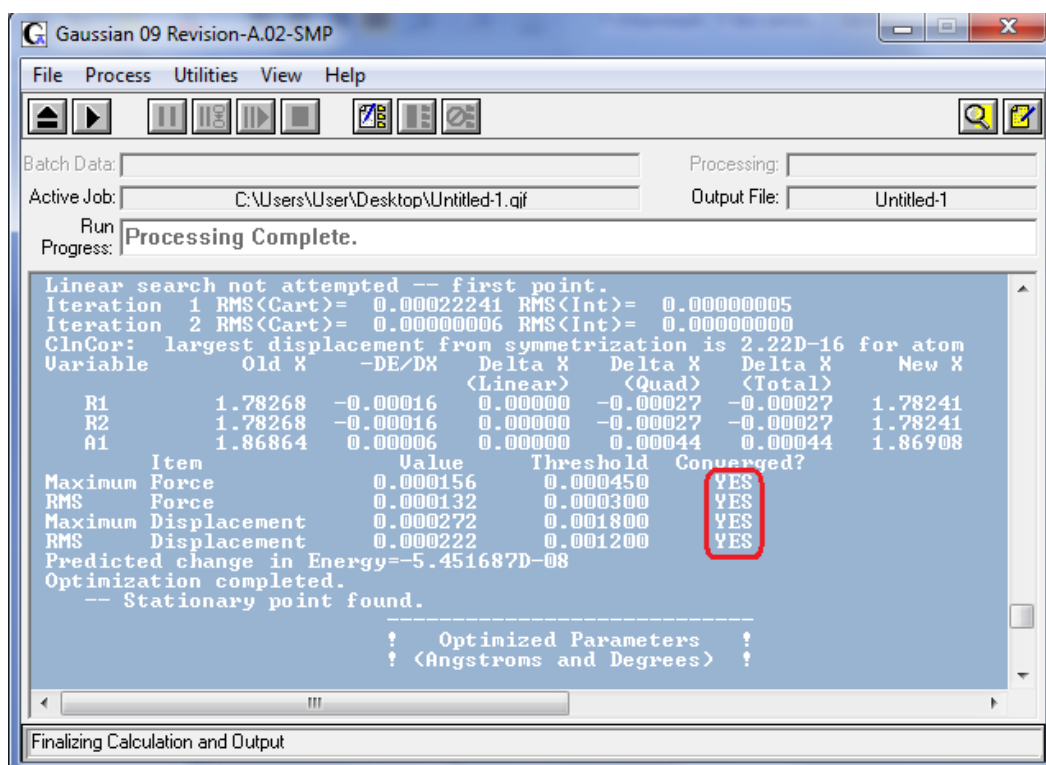 Gaussian 09 Revision-A.02-SMP
File Process Utilities View Help
Batch Data: Processing:
Active Job: C:\Users\User\Desktop\Untitled-1.gjf Output File: Untitled-1
Run Progress: Processing Complete.
Linear search not attempted -- first point.
Iteration 1 RMS(Cart)= 0.00022241 RMS(Int)= 0.00000005
Iteration 2 RMS(Cart)= 0.00000006 RMS(Int)= 0.00000000
ClnCor: largest displacement from symmetrization is 2.22D-16 for atom
Variable Old X -DE/DX Delta X Delta X Delta X New X
(Linear) (Quad) (Total)
R1 1.78268 -0.00016 0.00000 -0.00027 -0.00027 1.78241
R2 1.78268 -0.00016 0.00000 -0.00027 -0.00027 1.78241
A1 1.86864 0.00006 0.00000 0.00044 0.00044 1.86908
Item Value Threshold Converged?
Maximum Force 0.000156 0.000450 YES
RMS Force 0.000132 0.000300 YES
Maximum Displacement 0.000272 0.001800 YES
RMS Displacement 0.000222 0.001200 YES
Predicted change in Energy=-5.451687D-08
Optimization completed.
-- Stationary point found.
----------------------------
! Optimized Parameters !
! (Angstroms and Degrees) !
Finalizing Calculation and Output